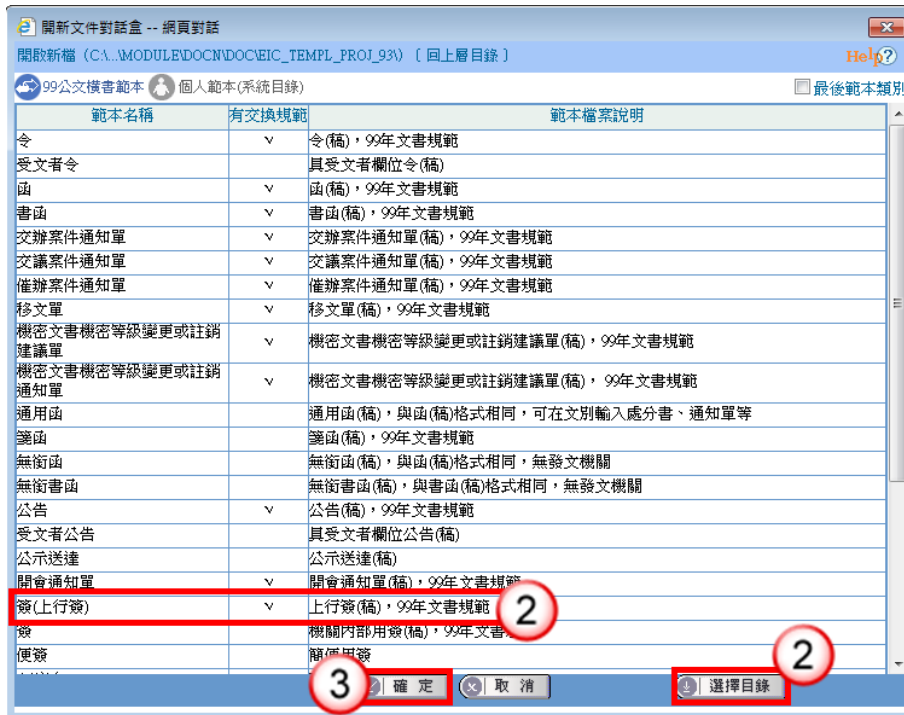 開新文件對話盒 -- 網頁對話
開啟新檔（C:\...\MODULE\DOCN\DOC\EIC_TEMPL_PROJ_93\）〔 回上層目錄 〕
Help?
99公文橫書範本 個人範本(系統目錄)
最後範本類別
範本名稱 有交換規範 範本檔案說明
令 v 令(稿)，99年文書規範
受文者令 具受文者欄位令(稿)
函 v 函(稿)，99年文書規範
書函 v 書函(稿)，99年文書規範
交辦案件通知單 v 交辦案件通知單(稿)，99年文書規範
交議案件通知單 v 交議案件通知單(稿)，99年文書規範
催辦案件通知單 v 催辦案件通知單(稿)，99年文書規範
移文單 v 移文單(稿)，99年文書規範
機密文書機密等級變更或註銷
建議單 v 機密文書機密等級變更或註銷建議單(稿)，99年文書規範
機密文書機密等級變更或註銷
通知單 v 機密文書機密等級變更或註銷建議單(稿)， 99年文書規範
通用函 通用函(稿)，與函(稿)格式相同，可在文別輸入處分書、通知單等
箋函 箋函(稿)，99年文書規範
無銜函 無銜函(稿)，與函(稿)格式相同，無發文機關
無銜書函 無銜書函(稿)，與書函(稿)格式相同，無發文機關
公告 v 公告(稿)，99年文書規範
受文者公告 具受文者欄位公告(稿)
公示送達 公示送達(稿)
開會通知單 v 開會通知單(稿)，99年文書規範
簽(上行簽) v 上行簽(稿)，99年文書規範 2
簽 機關內部用簽(稿)，99年文書
便簽 簡便用簽
2
3 確 定 取 消 選擇目錄